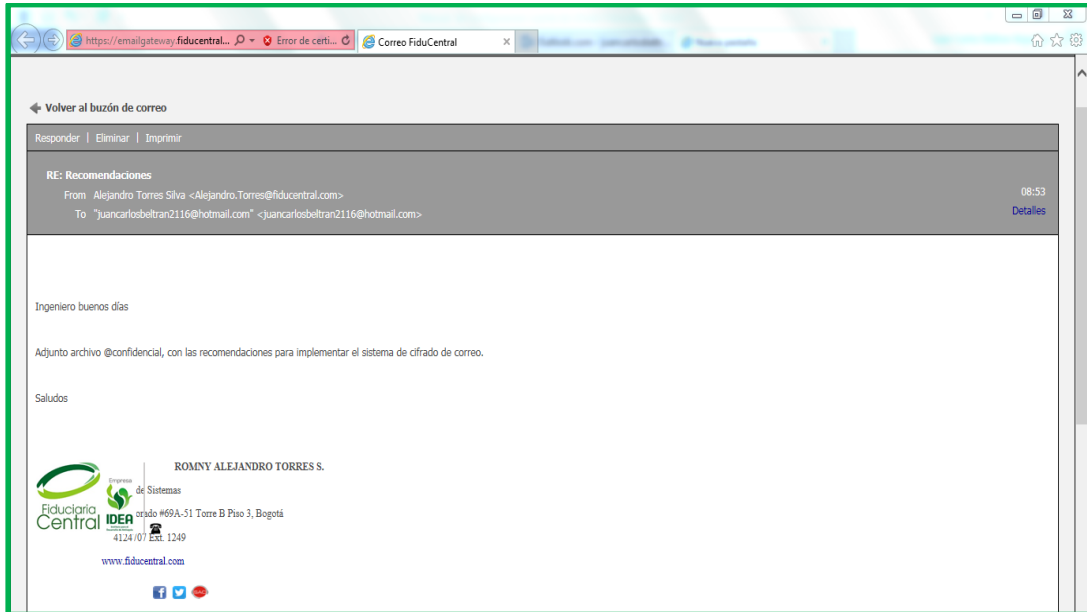 https://emailgateway.fiducentral... Error de certi... Correo FiduCentral
Volver al buzón de correo
Responder | Eliminar | Imprimir
RE: Recomendaciones
From Alejandro Torres Silva <Alejandro.Torres@fiducentral.com>
08:53
To "juancarlosbeltran2116@hotmail.com" <juancarlosbeltran2116@hotmail.com>
Detalles
Ingeniero buenos días
Adjunto archivo @confidencial, con las recomendaciones para implementar el sistema de cifrado de correo.
Saludos
ROMNY ALEJANDRO TORRES S.
Empresa
de Sistemas
Fiduciaria
Central
IDEA
orado #69A-51 Torre B Piso 3, Bogotá
4124707 Ext. 1249
www.fiducentral.com